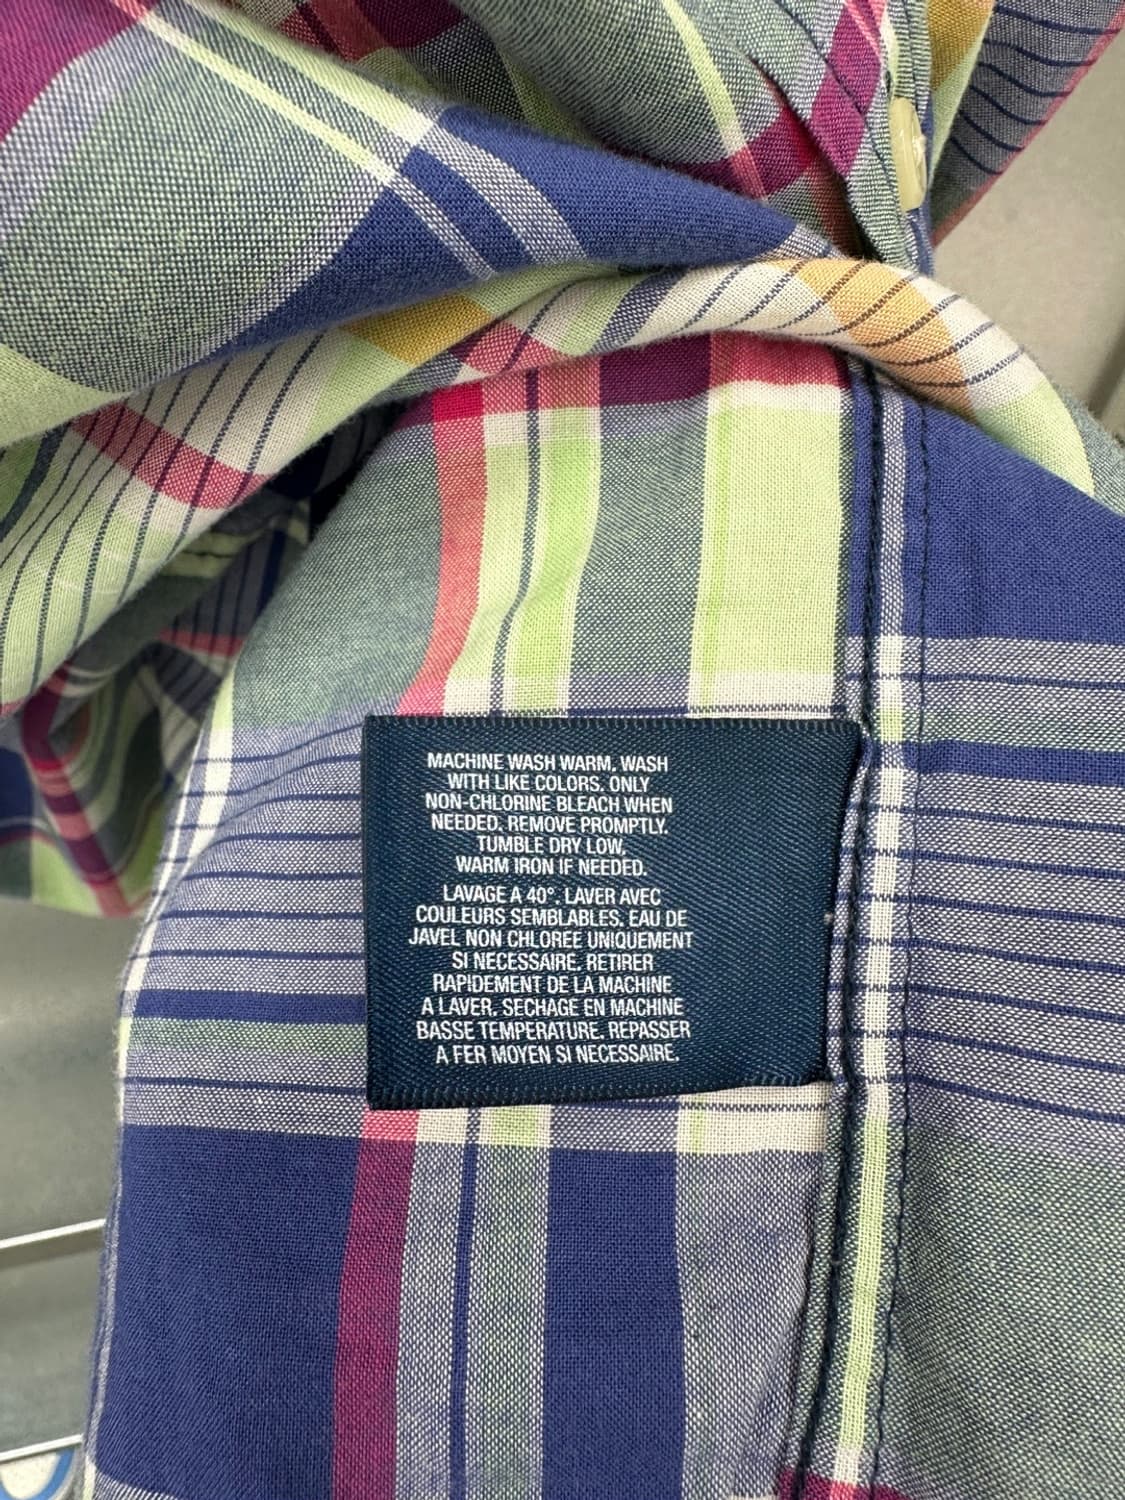 MACHINE WASH WARM. WASH
WITH LIKE COLORS. ONLY
NON-CHLORINE BLEACH WHEN
NEEDED. REMOVE PROMPTLY.
TUMBLE DRY LOW.
WARM IRON IF NEEDED.
LAVAGE A 40°. LAVER AVEC
COULEURS SEMBLABLES. EAU DE
JAVEL NON CHLOREE UNIQUEMENT
SI NECESSAIRE. RETIRER
RAPIDEMENT DE LA MACHINE
A LAVER. SECHAGE EN MACHINE
BASSE TEMPERATURE. REPASSER
A FER MOYEN SI NECESSAIRE.